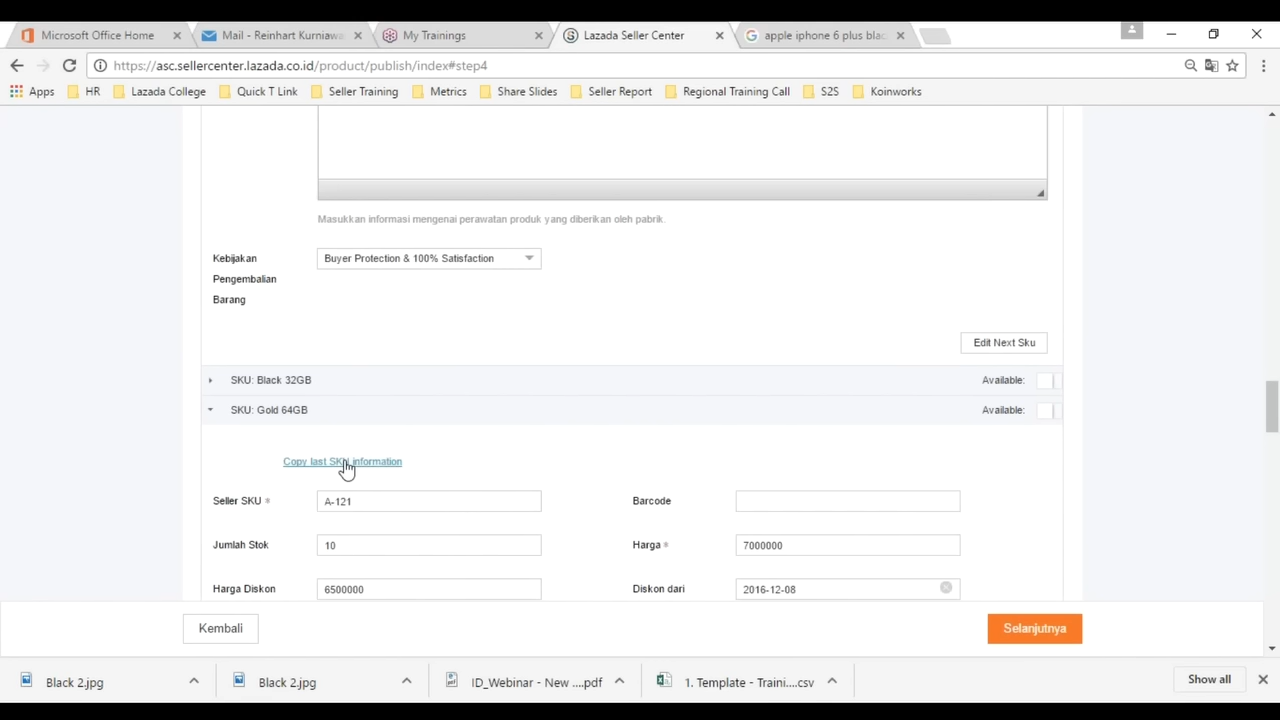 Microsoft Office Home
Mail - Reinhart Kurniawa
My Trainings
Lazada Seller Center
apple iphone 6 plus blac
https://asc.sellercenter.lazada.co.id/product/publish/index#step4
Apps
HR
Lazada College
Quick T Link
Seller Training
Metrics
Share Slides
Seller Report
Regional Training Call
S2S
Koinworks
Masukkan informasi mengenai perawatan produk yang diberikan oleh pabrik.
Kebijakan
Pengembalian
Barang
Buyer Protection & 100% Satisfaction
Edit Next Sku
SKU: Black 32GB
Available:
SKU: Gold 64GB
Available:
Copy last SKU information
Seller SKU *
A-121
Barcode
Jumlah Stok
10
Harga *
7000000
Harga Diskon
6500000
Diskon dari
2016-12-08
Kembali
Selanjutnya
Black 2.jpg
Black 2.jpg
ID_Webinar - New ....pdf
1. Template - Traini....csv
Show all